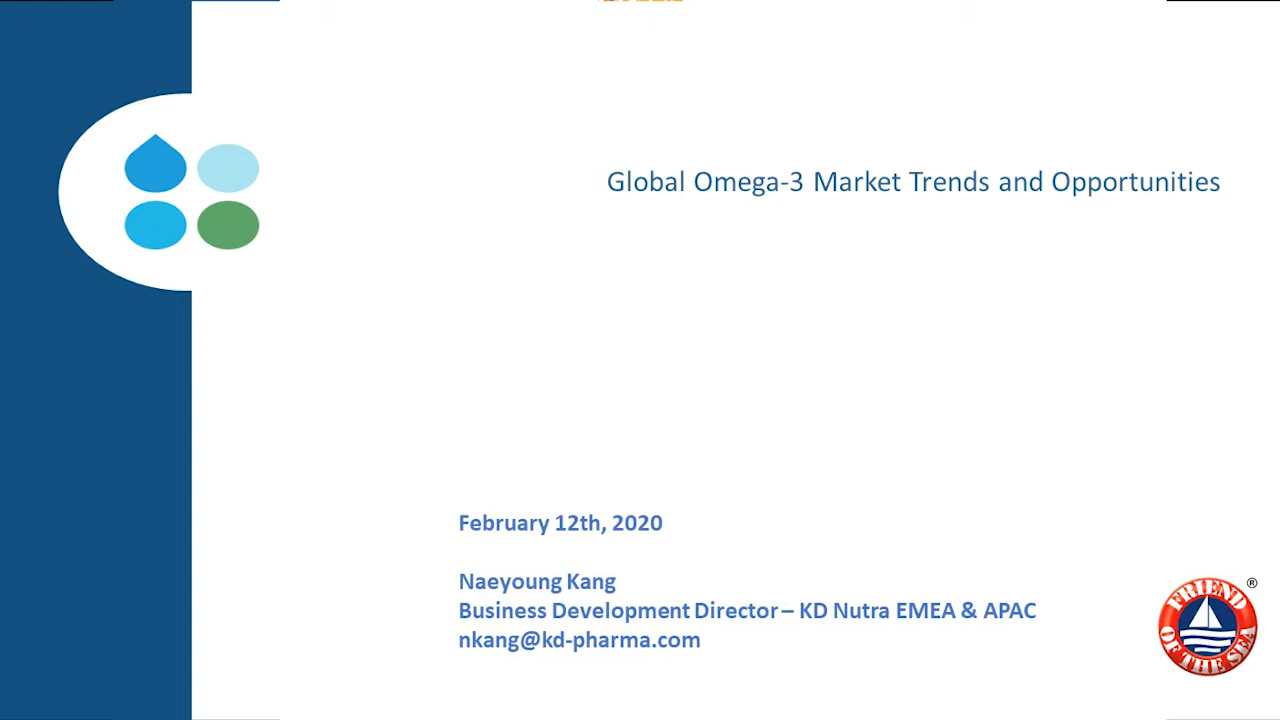 Global Omega-3 Market Trends and Opportunities
February 12th, 2020
Naeyoung Kang
Business Development Director – KD Nutra EMEA & APAC
nkang@kd-pharma.com
FRIEND
OF THE SEA
®